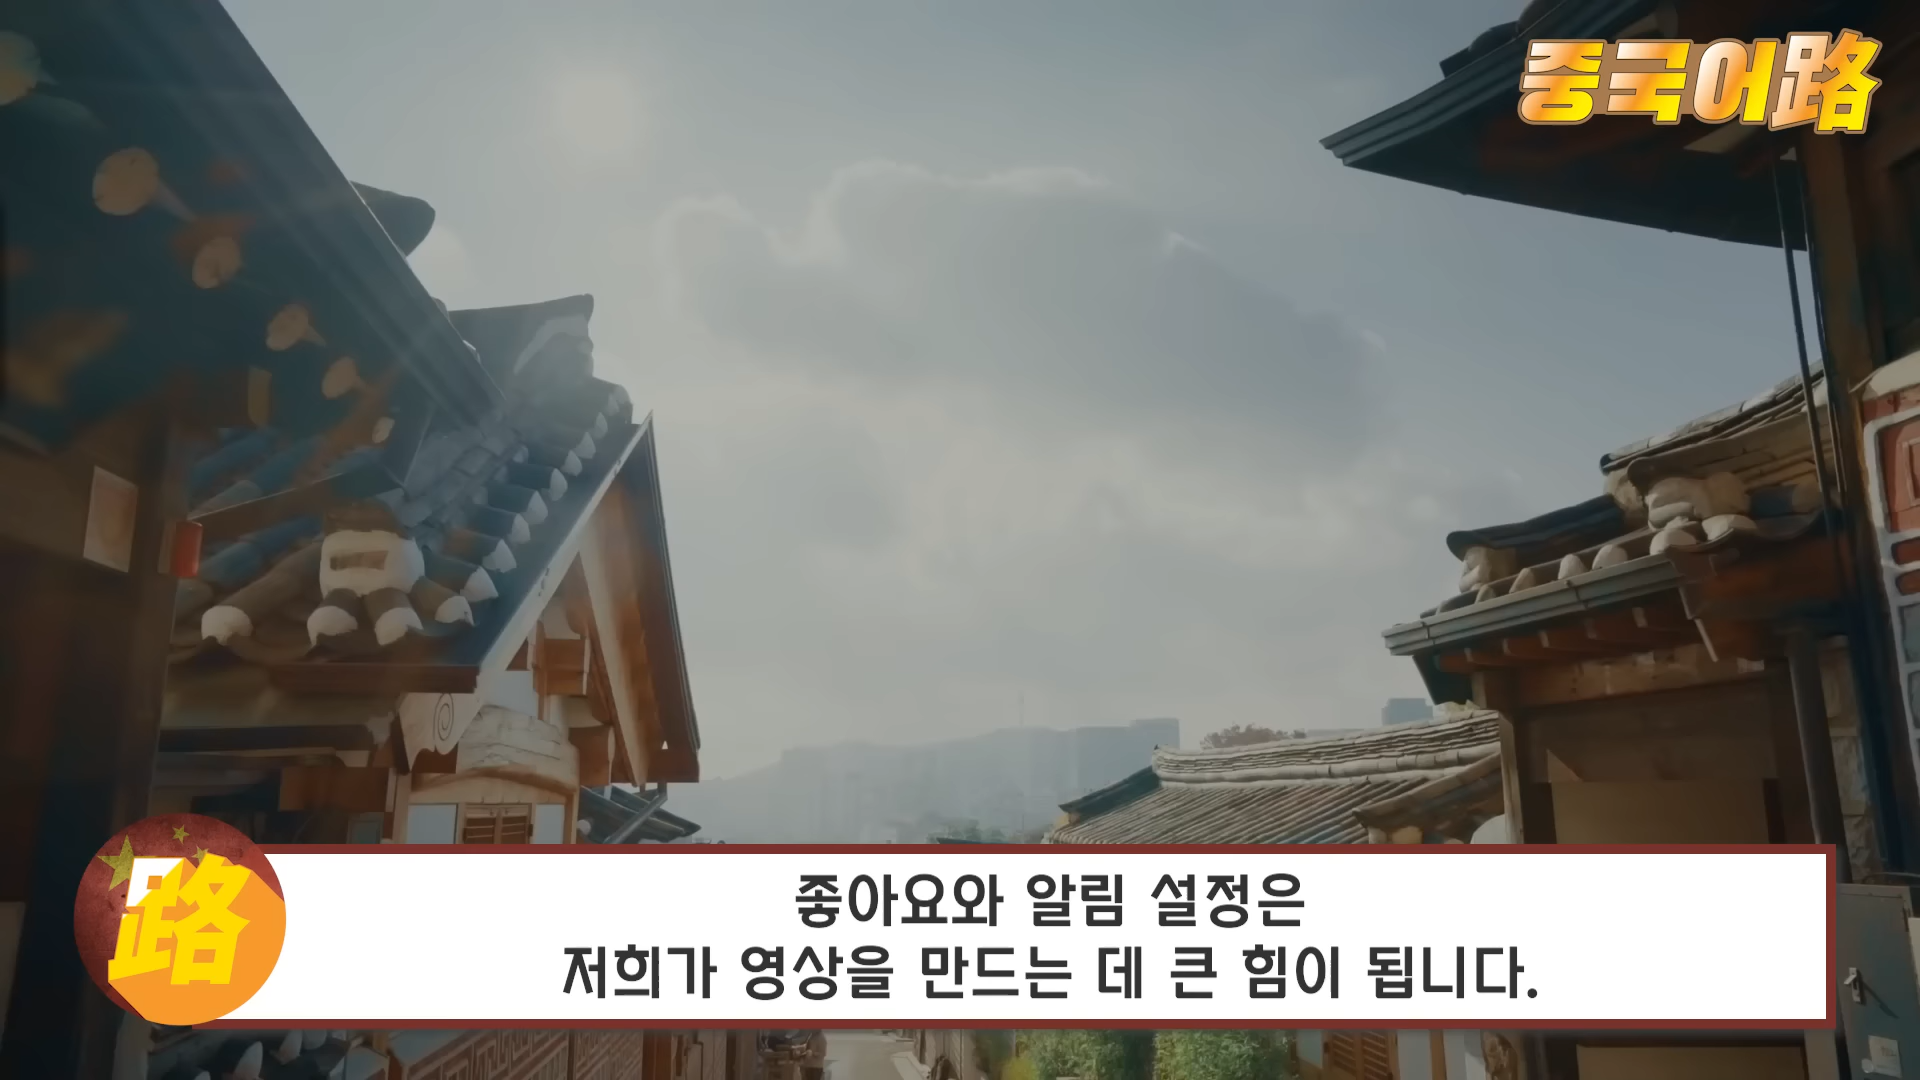 중국어路
路
좋아요와 알림 설정은
저희가 영상을 만드는 데 큰 힘이 됩니다.